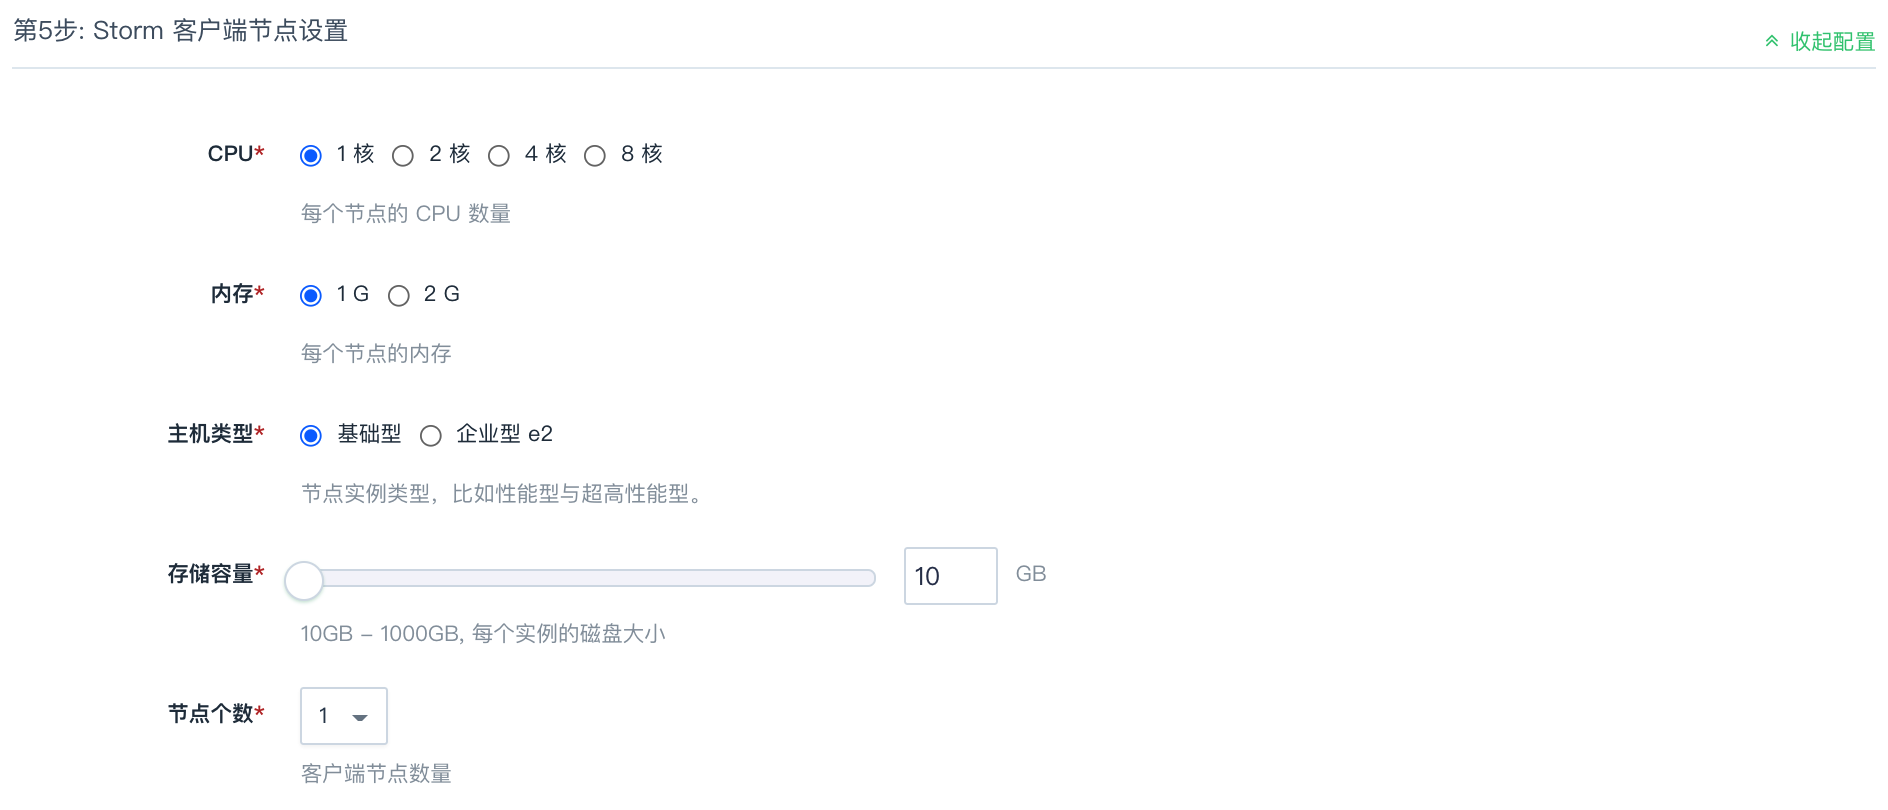 第5步: Storm 客户端节点设置
收起配置
CPU* 1 核 2 核 4 核 8 核
每个节点的 CPU 数量
内存* 1 G 2 G
每个节点的内存
主机类型* 基础型 企业型 e2
节点实例类型，比如性能型与超高性能型。
存储容量* 10 GB
10GB – 1000GB, 每个实例的磁盘大小
节点个数* 1
客户端节点数量